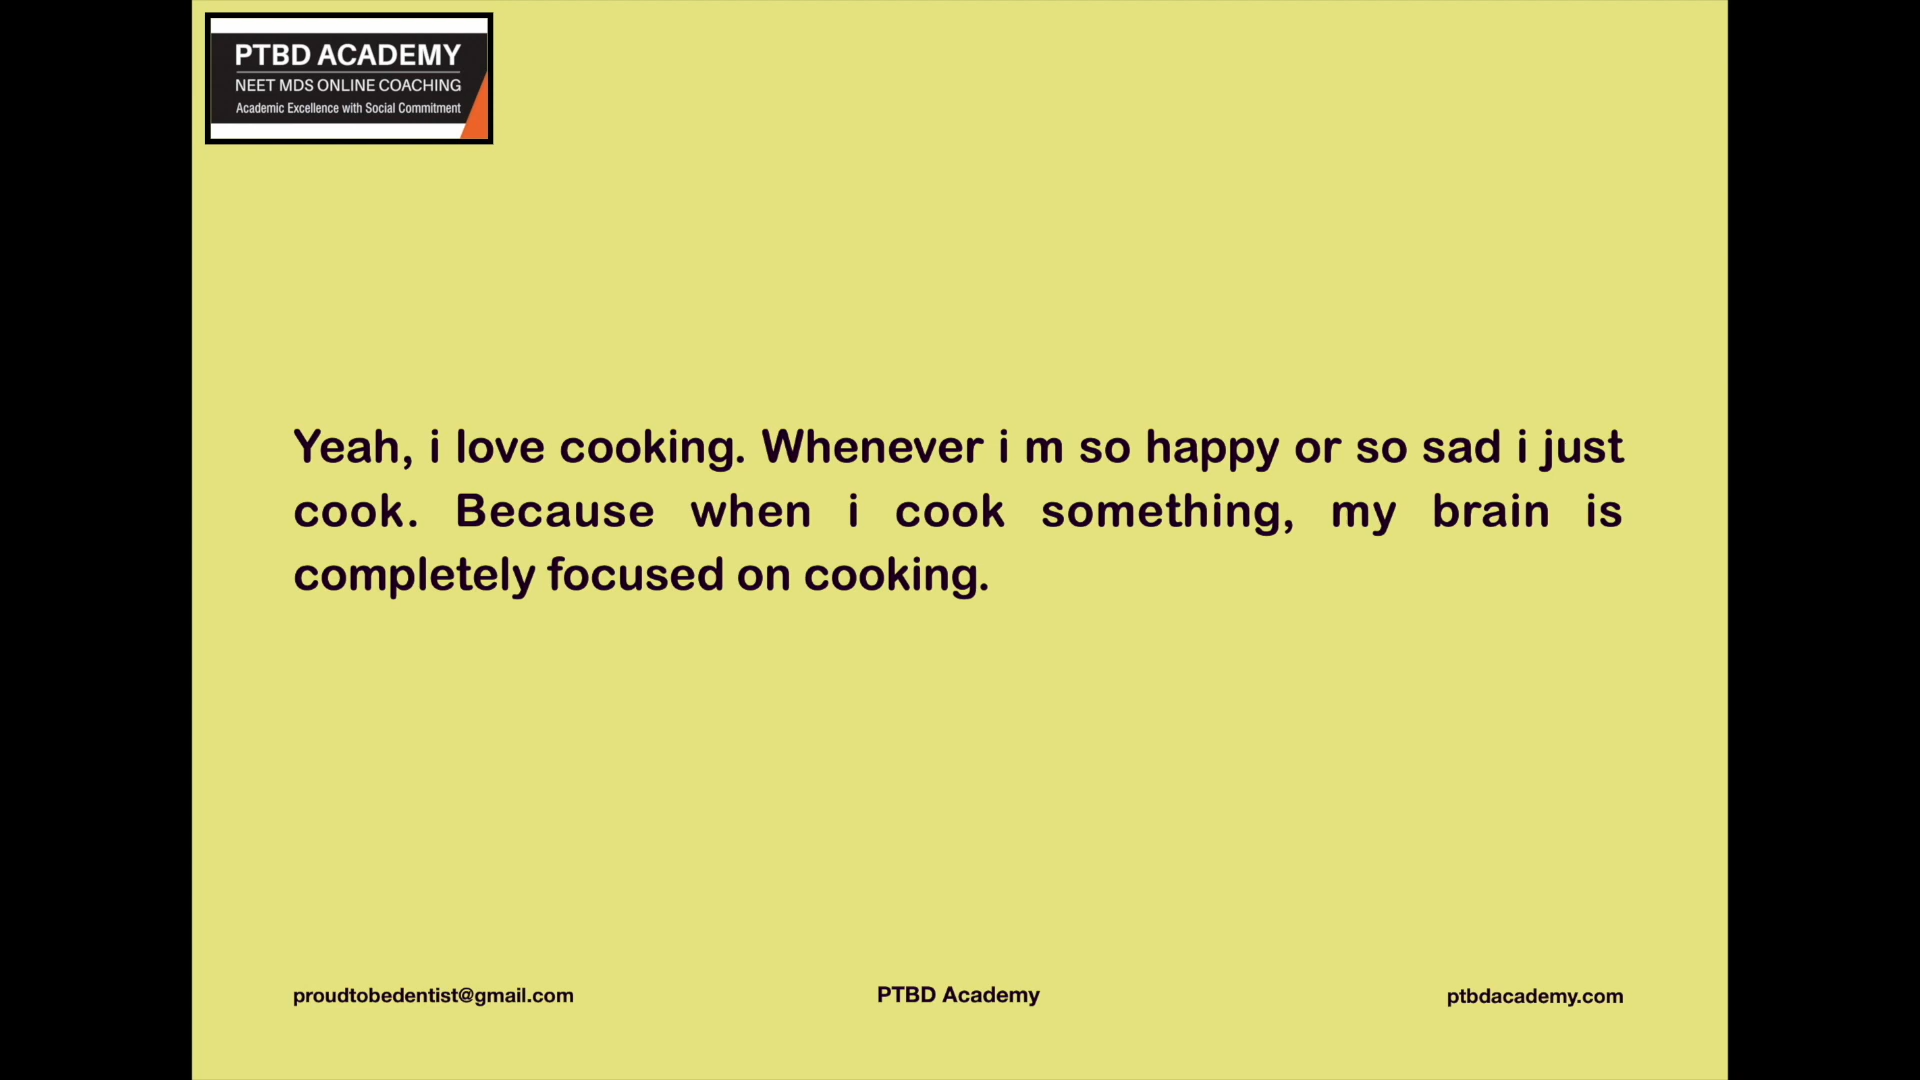 PTBD ACADEMY
NEET MDS ONLINE COACHING
Academic Excellence with Social Commitment
Yeah, i love cooking. Whenever i m so happy or so sad i just
cook. Because when i cook something, my brain is
completely focused on cooking.
proudtobedentist@gmail.com
PTBD Academy
ptbdacademy.com